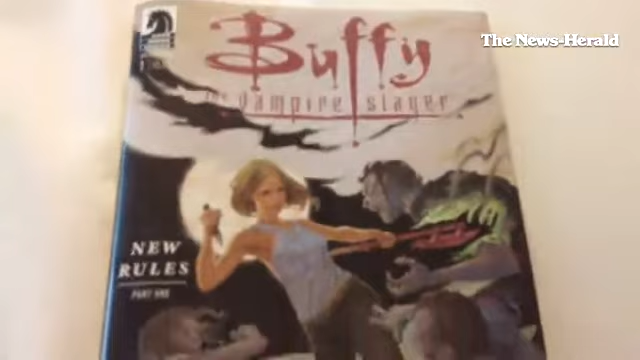 The News-Herald
Buffy
the vampire slayer
NEW
RULES
PART ONE